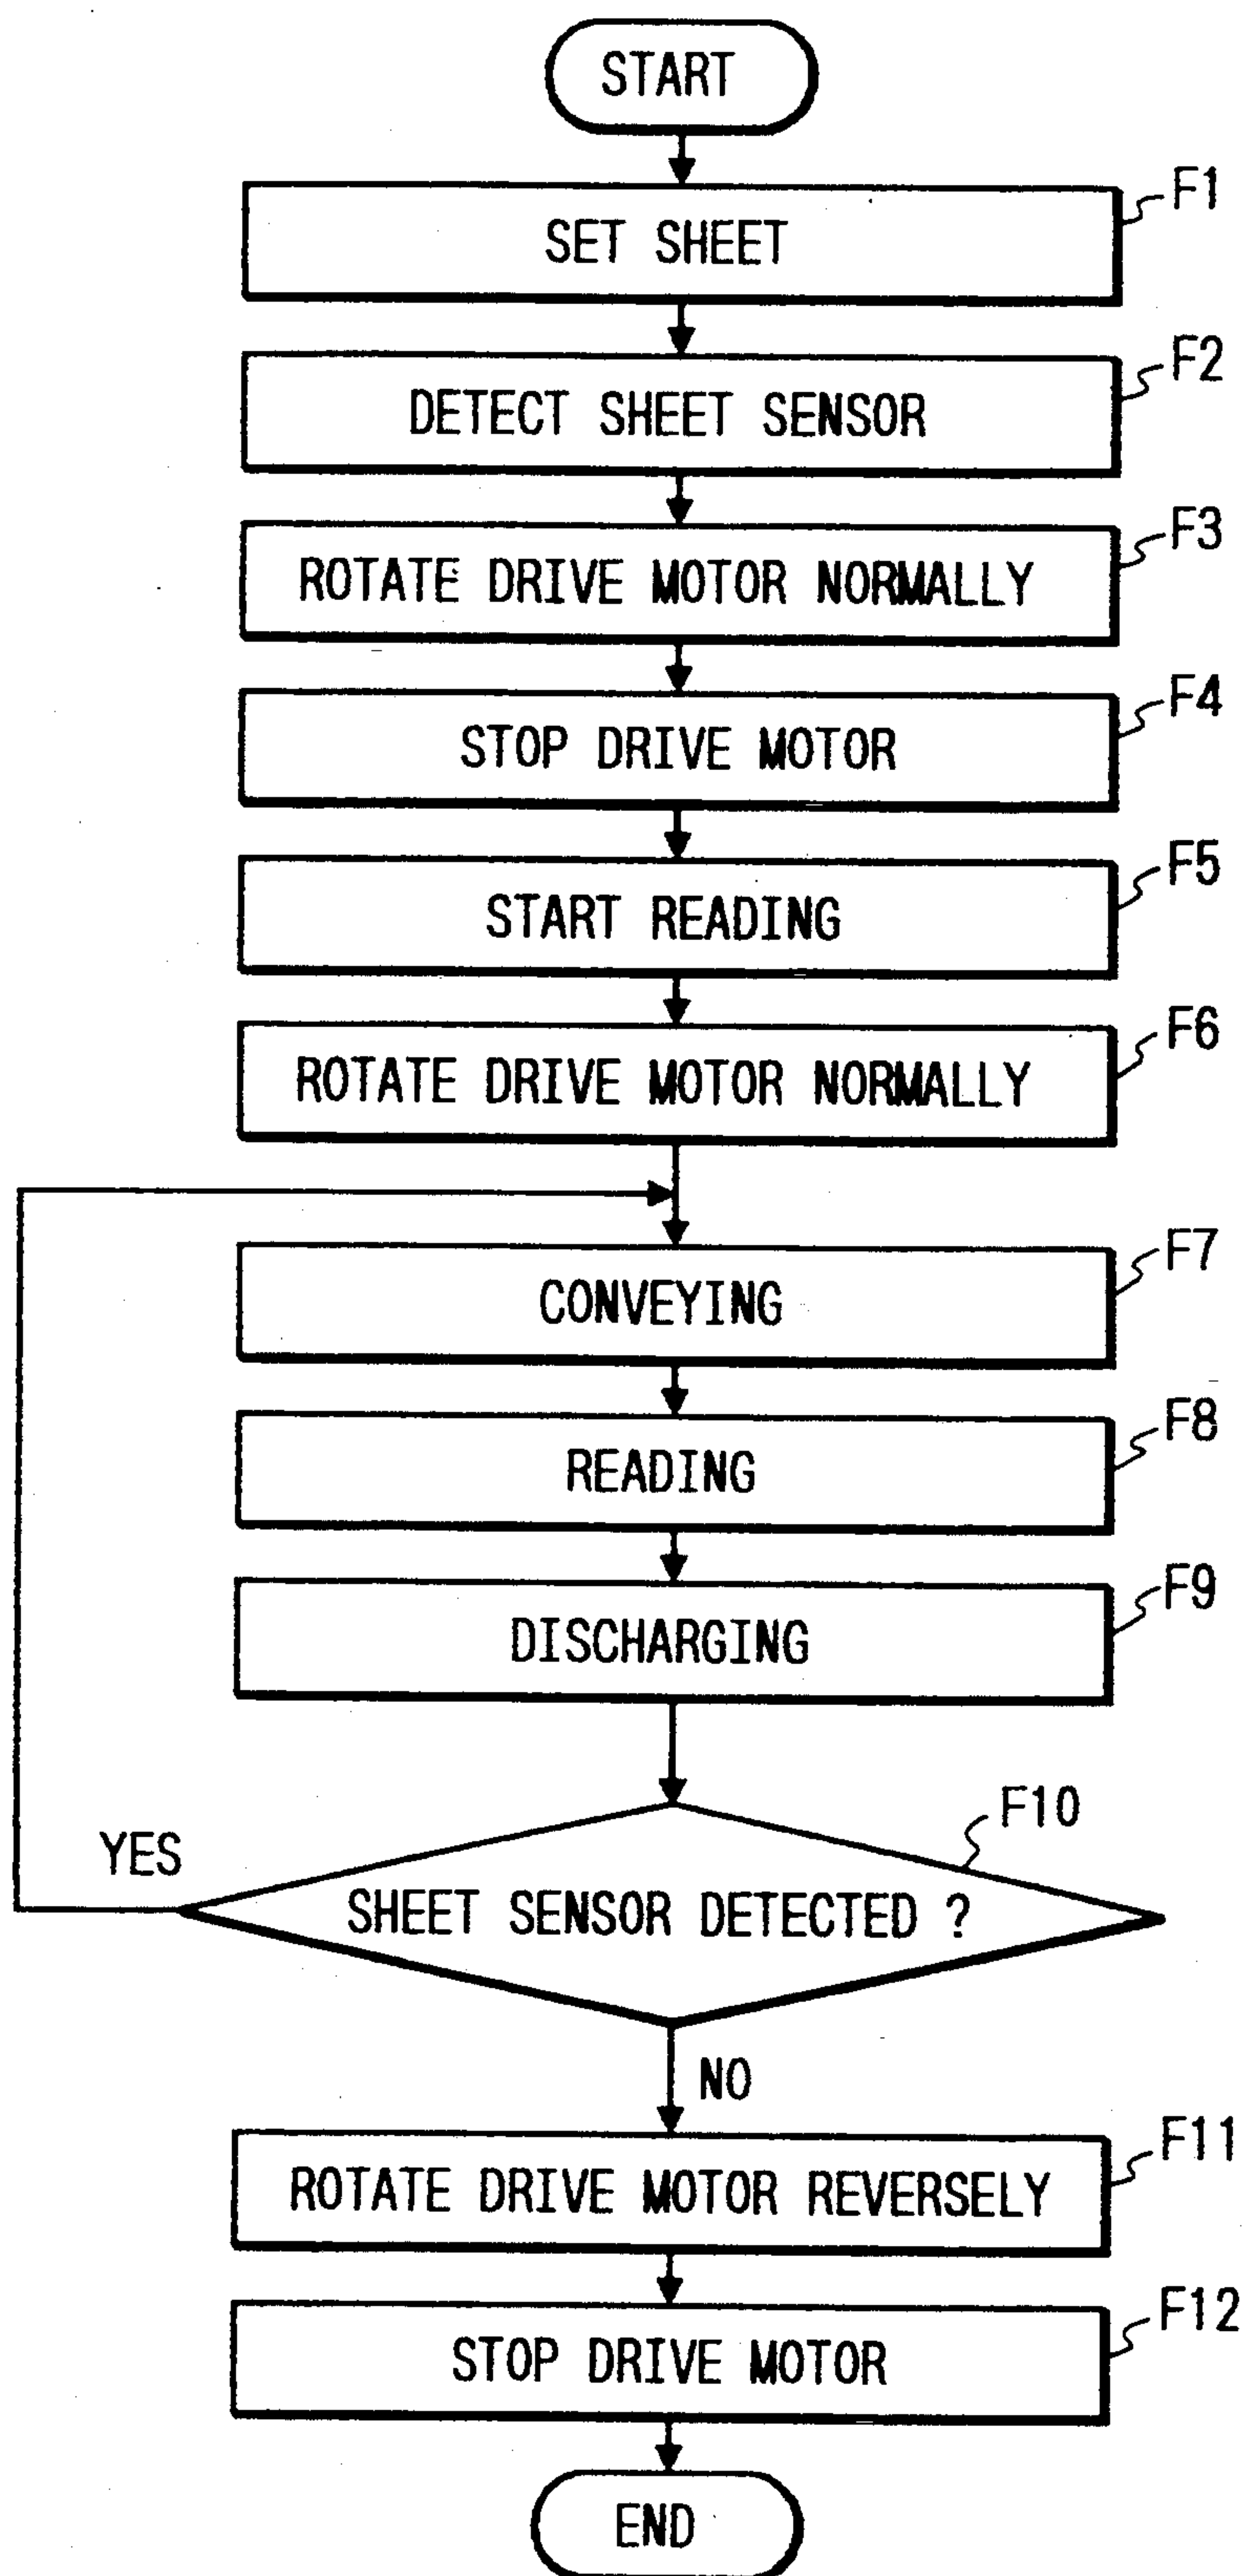 START
F1
SET SHEET
F2
DETECT SHEET SENSOR
F3
ROTATE DRIVE MOTOR NORMALLY
F4
STOP DRIVE MOTOR
F5
START READING
F6
ROTATE DRIVE MOTOR NORMALLY
F7
CONVEYING
F8
READING
F9
DISCHARGING
F10
YES
SHEET SENSOR DETECTED ?
NO
F11
ROTATE DRIVE MOTOR REVERSELY
F12
STOP DRIVE MOTOR
END